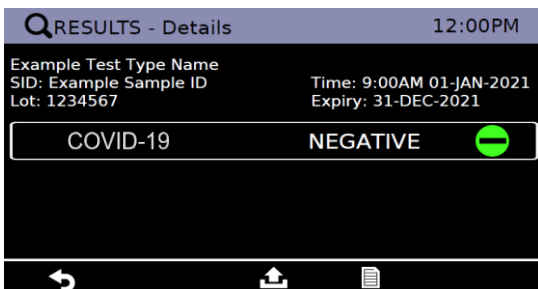 RESULTS - Details 12:00PM
Example Test Type Name
SID: Example Sample ID Time: 9:00AM 01-JAN-2021
Lot: 1234567 Expiry: 31-DEC-2021
COVID-19 NEGATIVE